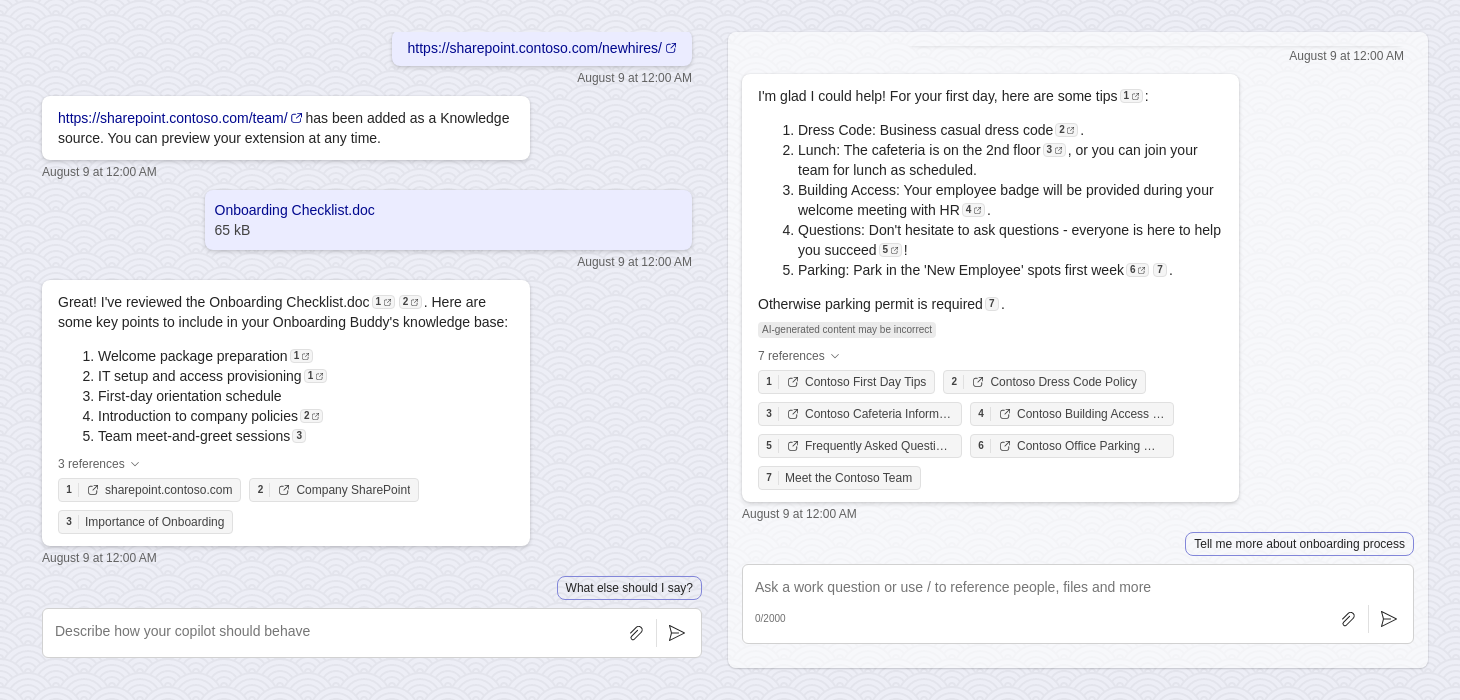 https://sharepoint.contoso.com/newhires/
August 9 at 12:00 AM
https://sharepoint.contoso.com/team/ has been added as a Knowledge
source. You can preview your extension at any time.
August 9 at 12:00 AM
Onboarding Checklist.doc
65 kB
August 9 at 12:00 AM
Great! I've reviewed the Onboarding Checklist.doc 1 2 . Here are
some key points to include in your Onboarding Buddy's knowledge base:
1. Welcome package preparation 1
2. IT setup and access provisioning 1
3. First-day orientation schedule
4. Introduction to company policies 2
5. Team meet-and-greet sessions 3
3 references
1 sharepoint.contoso.com 2 Company SharePoint
3 Importance of Onboarding
August 9 at 12:00 AM
What else should I say?
Describe how your copilot should behave
August 9 at 12:00 AM
I'm glad I could help! For your first day, here are some tips 1 :
1. Dress Code: Business casual dress code 2 .
2. Lunch: The cafeteria is on the 2nd floor 3 , or you can join your
team for lunch as scheduled.
3. Building Access: Your employee badge will be provided during your
welcome meeting with HR 4 .
4. Questions: Don't hesitate to ask questions - everyone is here to help
you succeed 5 !
5. Parking: Park in the 'New Employee' spots first week 6 7 .
Otherwise parking permit is required 7 .
AI-generated content may be incorrect
7 references
1 Contoso First Day Tips 2 Contoso Dress Code Policy
3 Contoso Cafeteria Inform… 4 Contoso Building Access …
5 Frequently Asked Questi… 6 Contoso Office Parking …
7 Meet the Contoso Team
August 9 at 12:00 AM
Tell me more about onboarding process
Ask a work question or use / to reference people, files and more
0/2000